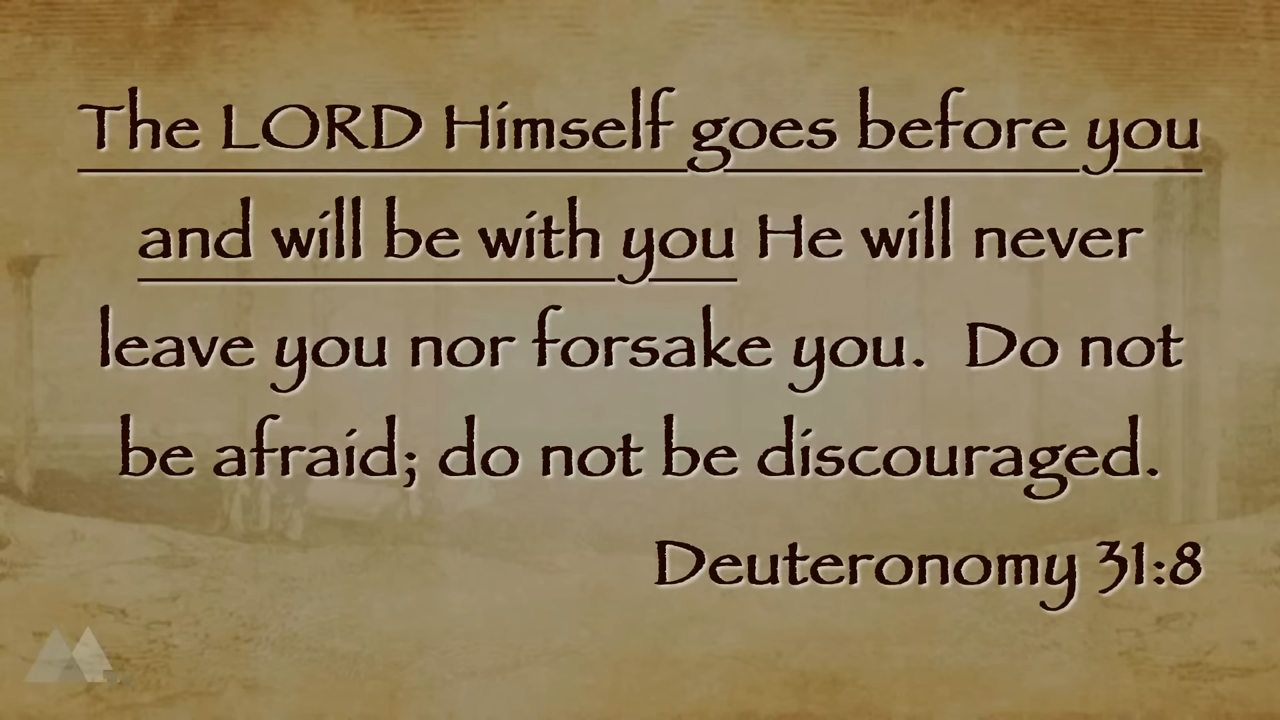 The LORD Himself goes before you
and will be with you He will never
leave you nor forsake you.  Do not
be afraid; do not be discouraged.
Deuteronomy 31:8